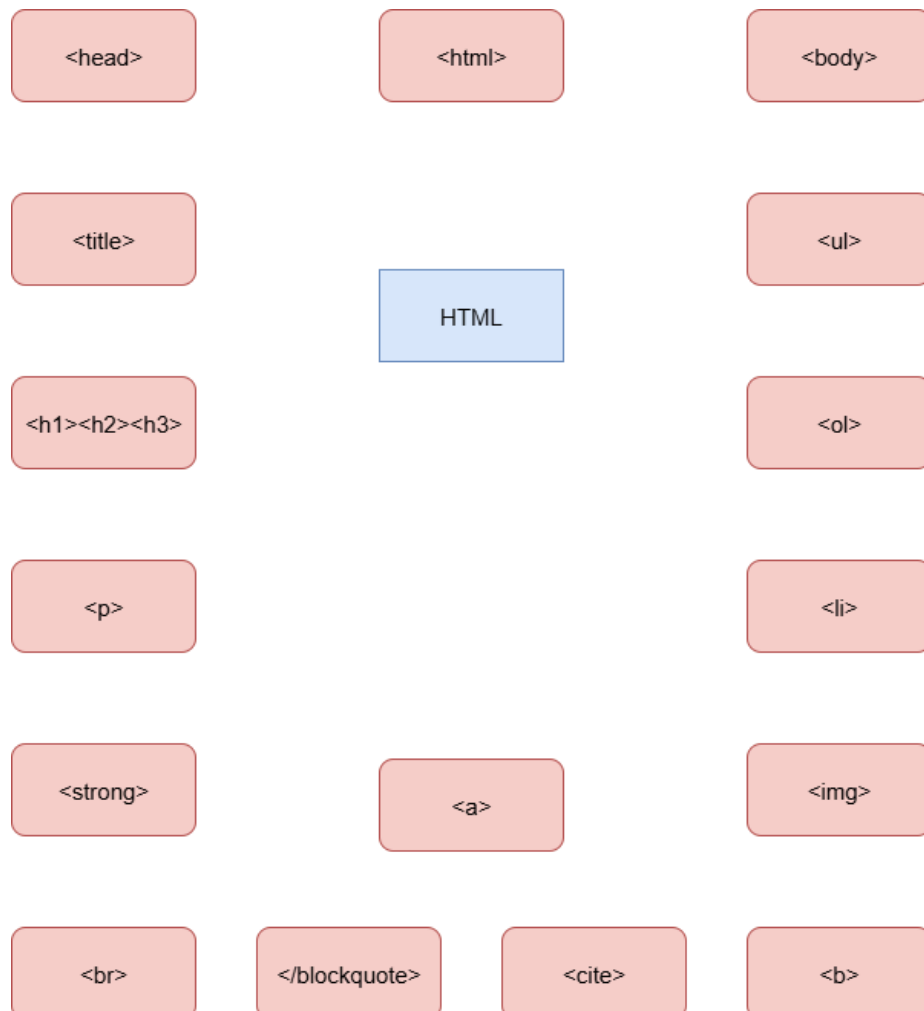 <head>
<html>
<body>
<title>
<ul>
HTML
<h1><h2><h3>
<ol>
<p>
<li>
<strong>
<a>
<img>
<br>
</blockquote>
<cite>
<b>